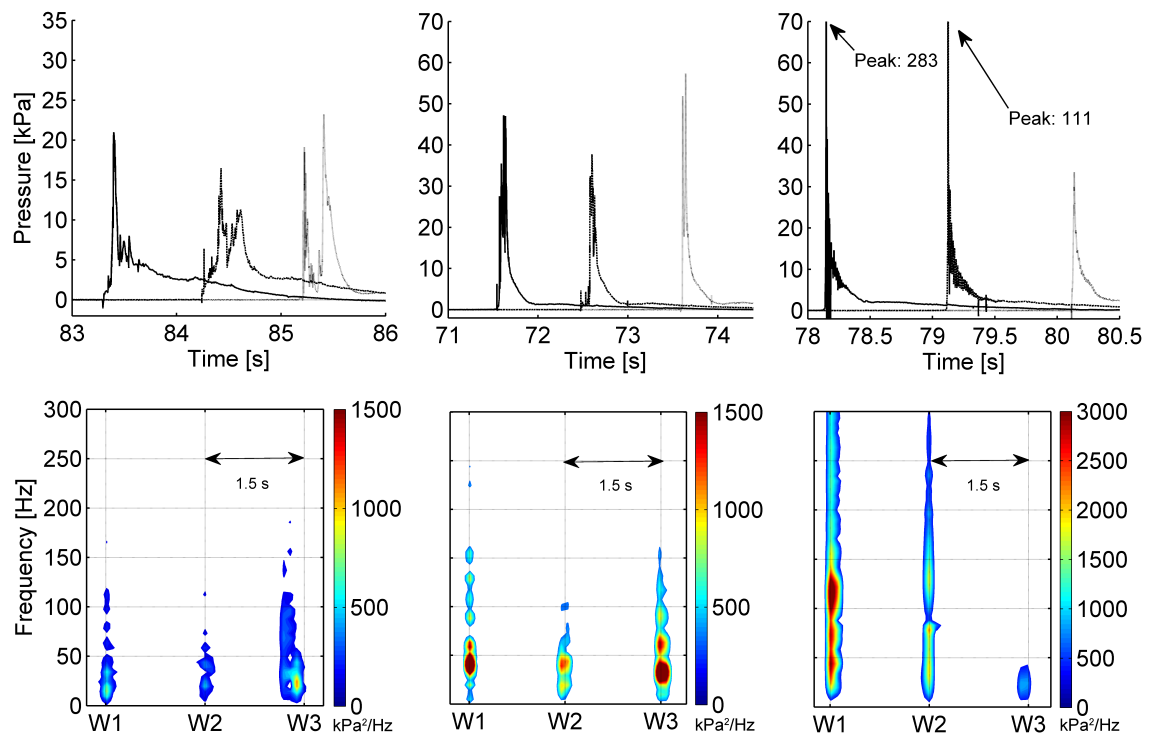 Pressure [kPa]
35
30
25
20
15
10
5
0
83 84 85 86
Time [s]
70
60
50
40
30
20
10
0
71 72 73 74
Time [s]
70
60
50
40
30
20
10
0
78 78.5 79 79.5 80 80.5
Time [s]
Peak: 283
Peak: 111
Frequency [Hz]
300
250
200
150
100
50
0
W1 W2 W3
1.5 s
1500
1000
500
0
kPa²/Hz
W1 W2 W3
1.5 s
1500
1000
500
0
kPa²/Hz
W1 W2 W3
1.5 s
3000
2500
2000
1500
1000
500
0
kPa²/Hz